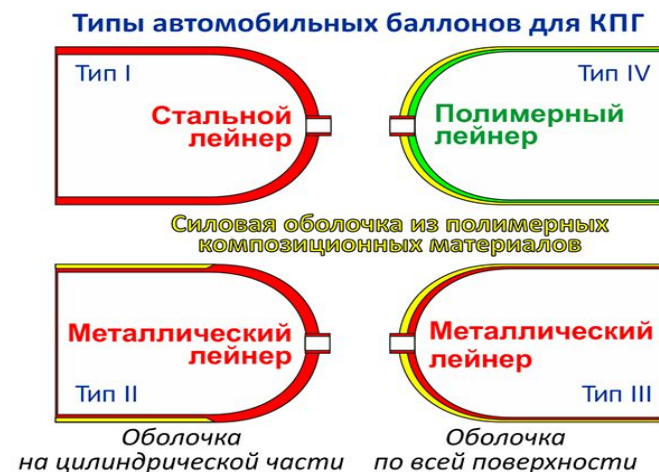 Типы автомобильных баллонов для КПГ
Тип I
Стальной
лейнер
Тип IV
Полимерный
лейнер
Силовая оболочка из полимерных
композиционных материалов
Металлический
лейнер
Тип II
Металлический
лейнер
Тип III
Оболочка
на цилиндрической части
Оболочка
по всей поверхности